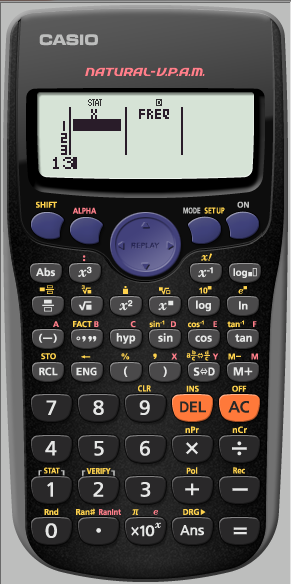 CASIO
NATURAL-V.P.A.M.
STAT D
X FREQ
1
2
3
13
SHIFT ALPHA MODE SETUP ON
REPLAY
: x!
Abs x³ x⁻¹ log
10ˣ eˣ
√ x² x log ln
A FACT B C sin⁻¹ D cos⁻¹ E tan⁻¹ F
(−) °,,, hyp sin cos tan
STO ← % , X a b/c⇔d/c Y M− M
RCL ENG ( ) S⇔D M+
CLR INS OFF
7 8 9 DEL AC
nPr nCr
4 5 6 × ÷
STAT VERIFY Pol Rec
1 2 3 + −
Rnd Ran# RanInt π e DRG▶
0 · ×10ˣ Ans =